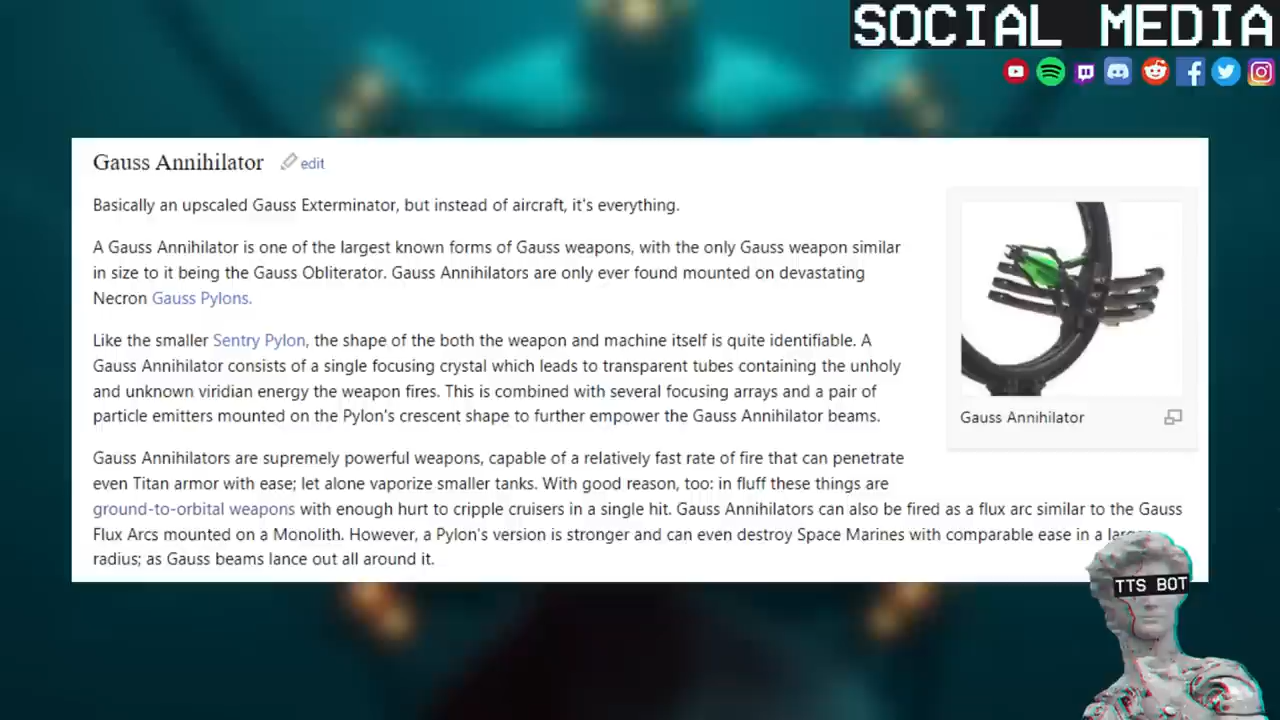 SOCIAL MEDIA
Gauss Annihilator edit
Basically an upscaled Gauss Exterminator, but instead of aircraft, it's everything.
A Gauss Annihilator is one of the largest known forms of Gauss weapons, with the only Gauss weapon similar
in size to it being the Gauss Obliterator. Gauss Annihilators are only ever found mounted on devastating
Necron Gauss Pylons.
Like the smaller Sentry Pylon, the shape of the both the weapon and machine itself is quite identifiable. A
Gauss Annihilator consists of a single focusing crystal which leads to transparent tubes containing the unholy
and unknown viridian energy the weapon fires. This is combined with several focusing arrays and a pair of
particle emitters mounted on the Pylon's crescent shape to further empower the Gauss Annihilator beams.
Gauss Annihilator
Gauss Annihilators are supremely powerful weapons, capable of a relatively fast rate of fire that can penetrate
even Titan armor with ease; let alone vaporize smaller tanks. With good reason, too: in fluff these things are
ground-to-orbital weapons with enough hurt to cripple cruisers in a single hit. Gauss Annihilators can also be fired as a flux arc similar to the Gauss
Flux Arcs mounted on a Monolith. However, a Pylon's version is stronger and can even destroy Space Marines with comparable ease in a
radius; as Gauss beams lance out all around it.
TTS BOT